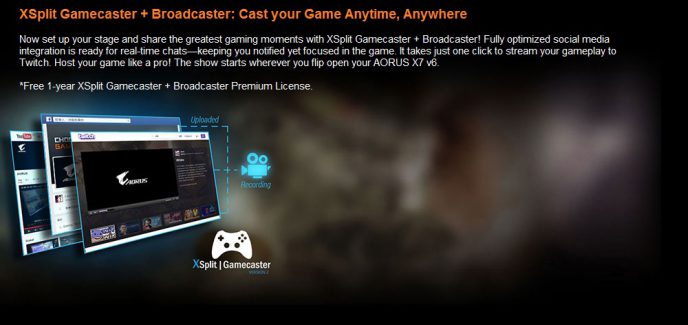 XSplit Gamecaster + Broadcaster: Cast your Game Anytime, Anywhere
Now set up your stage and share the greatest gaming moments with XSplit Gamecaster + Broadcaster! Fully optimized social media
integration is ready for real-time chats—keeping you notified yet focused in the game. It takes just one click to stream your gameplay to
Twitch. Host your game like a pro! The show starts wherever you flip open your AORUS X7 v6.
*Free 1-year XSplit Gamecaster + Broadcaster Premium License.
Uploaded
YouTube
twitch
AORUS
Recording
XSplit | Gamecaster
VERSION 2